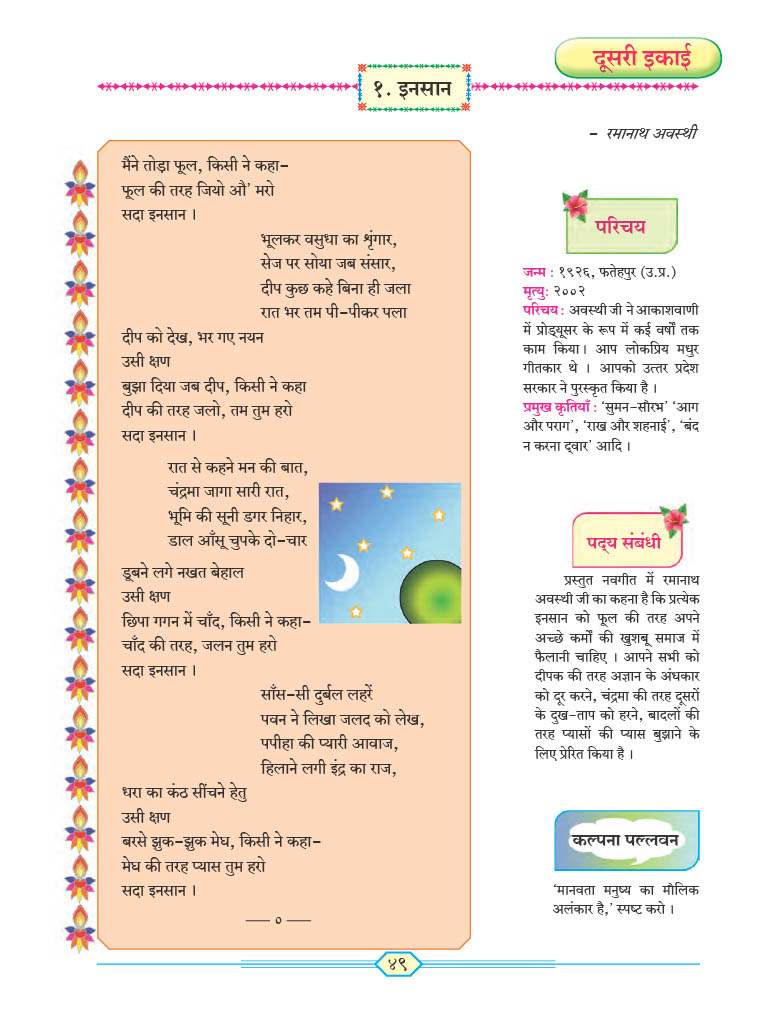 दूसरी इकाई
१. इनसान
- रमानाथ अवस्थी
मैंने तोड़ा फूल, किसी ने कहा-
फूल की तरह जियो औ’ मरो
सदा इनसान ।
भूलकर वसुधा का शृंगार,
सेज पर सोया जब संसार,
दीप कुछ कहे बिना ही जला
रात भर तम पी-पीकर पला
दीप को देख, भर गए नयन
उसी क्षण
बुझा दिया जब दीप, किसी ने कहा
दीप की तरह जलो, तम तुम हरो
सदा इनसान ।
रात से कहने मन की बात,
चंद्रमा जागा सारी रात,
भूमि की सूनी डगर निहार,
डाल आँसू चुपके दो-चार
डूबने लगे नखत बेहाल
उसी क्षण
छिपा गगन में चाँद, किसी ने कहा-
चाँद की तरह, जलन तुम हरो
सदा इनसान ।
साँस-सी दुर्बल लहरें
पवन ने लिखा जलद को लेख,
पपीहा की प्यारी आवाज,
हिलाने लगी इंद्र का राज,
धरा का कंठ सींचने हेतु
उसी क्षण
बरसे झुक-झुक मेघ, किसी ने कहा-
मेघ की तरह प्यास तुम हरो
सदा इनसान ।
— ० —
परिचय
जन्म : १९२६, फतेहपुर (उ.प्र.)
मृत्यु: २००२
परिचय : अवस्थी जी ने आकाशवाणी
में प्रोड्यूसर के रूप में कई वर्षों तक
काम किया। आप लोकप्रिय मधुर
गीतकार थे । आपको उत्तर प्रदेश
सरकार ने पुरस्कृत किया है ।
प्रमुख कृतियाँ : ‘सुमन-सौरभ’ ‘आग
और पराग’, ‘राख और शहनाई’, ‘बंद
न करना द्‌वार’ आदि ।
पद्‌य संबंधी
प्रस्तुत नवगीत में रमानाथ
अवस्थी जी का कहना है कि प्रत्येक
इनसान को फूल की तरह अपने
अच्छे कर्मों की खुशबू समाज में
फैलानी चाहिए । आपने सभी को
दीपक की तरह अज्ञान के अंधकार
को दूर करने, चंद्रमा की तरह दूसरों
के दुख-ताप को हरने, बादलों की
तरह प्यासों की प्यास बुझाने के
लिए प्रेरित किया है ।
कल्पना पल्लवन
‘मानवता मनुष्य का मौलिक
अलंकार है,’ स्पष्ट करो ।
४९